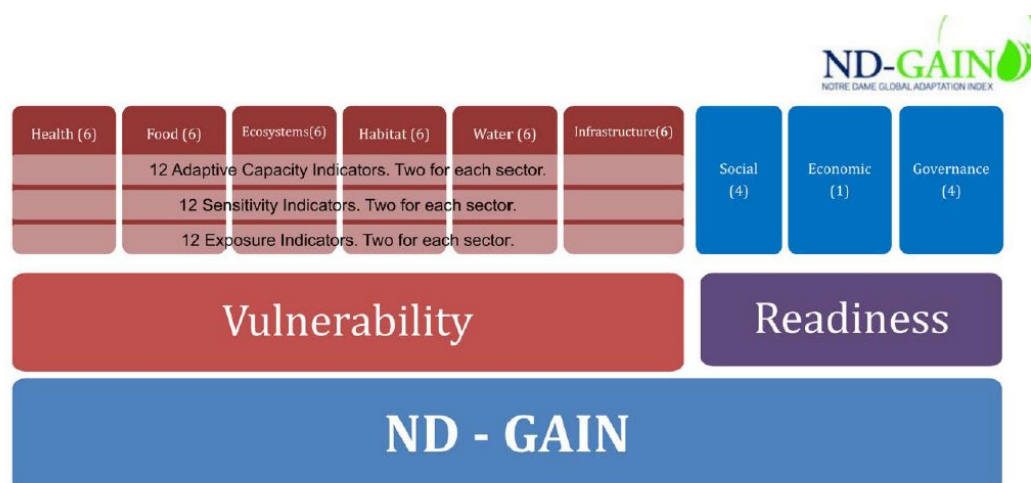 ND-GAIN
NOTRE DAME GLOBAL ADAPTATION INDEX
Health (6)
Food (6)
Ecosystems(6)
Habitat (6)
Water (6)
Infrastructure(6)
12 Adaptive Capacity Indicators. Two for each sector.
12 Sensitivity Indicators. Two for each sector.
12 Exposure Indicators. Two for each sector.
Social
(4)
Economic
(1)
Governance
(4)
Vulnerability
Readiness
ND - GAIN